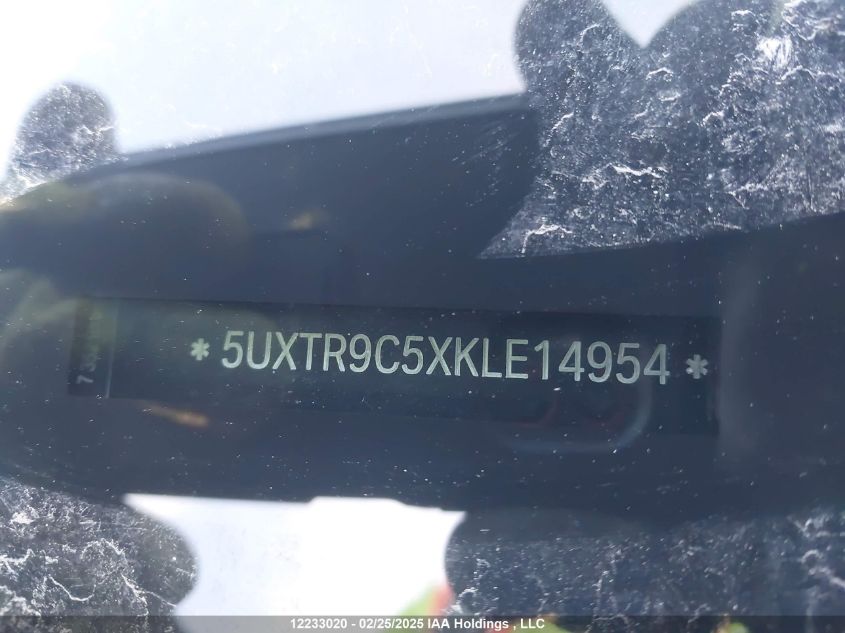 * 5UXTR9C5XKLE14954 *
12233020 - 02/25/2025 IAA Holdings , LLC